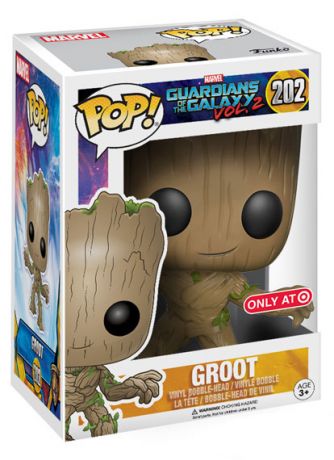 MARVEL
POP!
MARVEL
GUARDIANS
OF THE GALAXY
VOL. 2
202
Funko
ONLY AT
GROOT
GROOT
VINYL BOBBLE-HEAD / VINYLE BOBBLE
LA TÊTE / BOBBLE-HEAD DE VINIL
AGE
3+